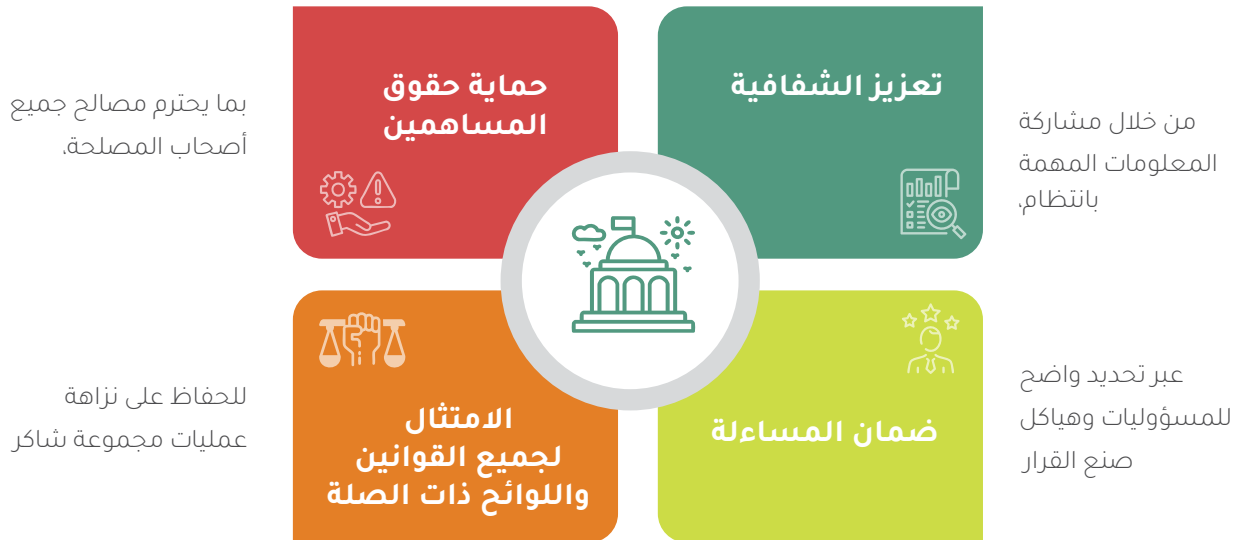 تعزيز الشفافية
من خلال مشاركة
المعلومات المهمة
بانتظام،
حماية حقوق
المساهمين
بما يحترم مصالح جميع
أصحاب المصلحة،
ضمان المساءلة
عبر تحديد واضح
للمسؤوليات وهياكل
صنع القرار
الامتثال
لجميع القوانين
واللوائح ذات الصلة
للحفاظ على نزاهة
عمليات مجموعة شاكر